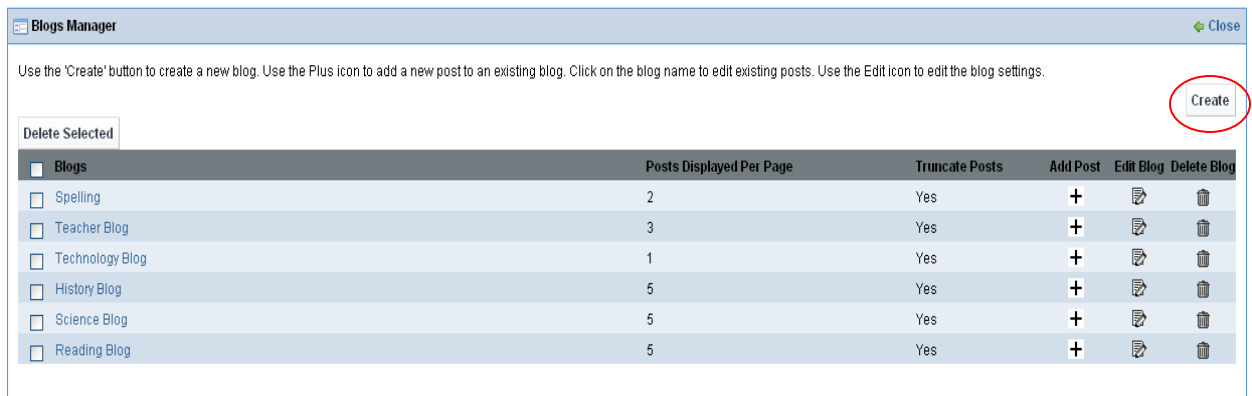 Blogs Manager Close
Use the 'Create' button to create a new blog. Use the Plus icon to add a new post to an existing blog. Click on the blog name to edit existing posts. Use the Edit icon to edit the blog settings.
Create
Delete Selected
Blogs Posts Displayed Per Page Truncate Posts Add Post Edit Blog Delete Blog
Spelling 2 Yes
Teacher Blog 3 Yes
Technology Blog 1 Yes
History Blog 5 Yes
Science Blog 5 Yes
Reading Blog 5 Yes